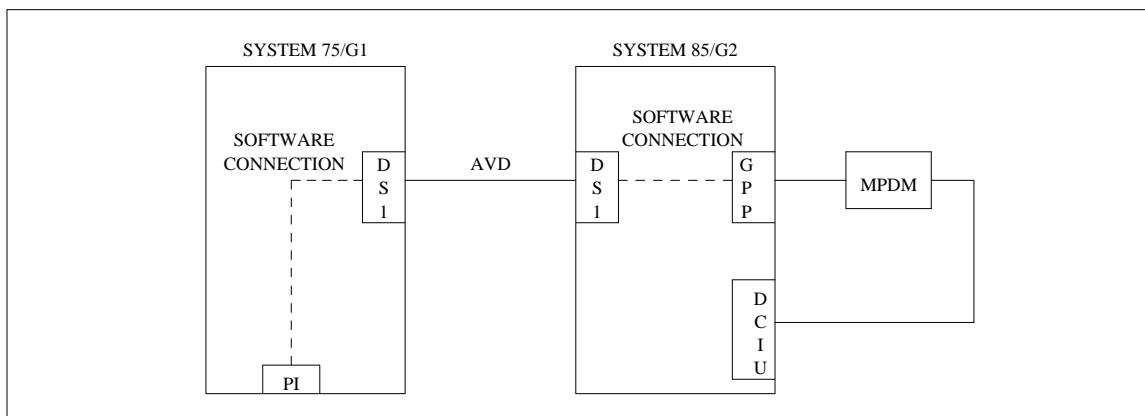 SYSTEM 75/G1
SYSTEM 85/G2
SOFTWARE
CONNECTION
D
S
1
AVD
D
S
1
SOFTWARE
CONNECTION
G
P
P
MPDM
D
C
I
U
PI